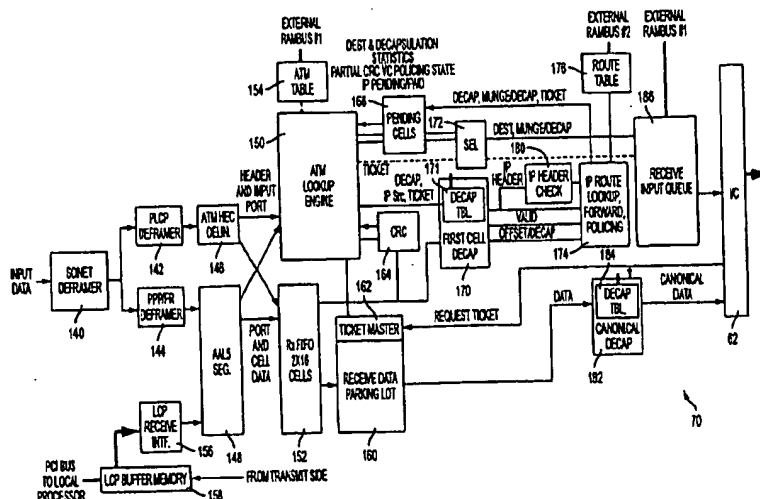 EXTERNAL
RAMBUS #1
ATM
TABLE
154
DEST & DECAPSULATION
STATISTICS
PARTIAL CRC VC POLICING STATE
IP PENDING/FWD
168
PENDING
CELLS
172
SEL
EXTERNAL
RAMBUS #2
ROUTE
TABLE
178
EXTERNAL
RAMBUS #1
186
DECAP, MUNGE/DECAP, TICKET
DEST, MUNGE/DECAP
150
ATM
LOOKUP
ENGINE
TICKET
171
DECAP,
IP Src, TICKET
DECAP
TBL.
FIRST CELL
DECAP
170
IP
HEADER
180
IP HEADER
CHECK
VALID
OFFSET/DECAP
IP ROUTE
LOOKUP,
FORWARD,
POLICING
174
RECEIVE
INPUT QUEUE
I/C
62
HEADER
AND INPUT
PORT
INPUT
DATA
SONET
DEFRAMER
140
PLCP
DEFRAMER
142
ATM HEC
DELIN.
148
PPP/FR
DEFRAMER
144
AAL5
SEG.
148
PORT
AND
CELL
DATA
Rx FIFO
2X16
CELLS
152
CRC
164
162
TICKET MASTER
RECEIVE DATA
PARKING LOT
160
REQUEST TICKET
DATA
184
DECAP
TBL.
CANONICAL
DECAP
182
CANONICAL
DATA
70
LCP
RECEIVE
INTF.
156
PCI BUS
TO LOCAL
PROCESSOR
LCP BUFFER MEMORY
158
FROM TRANSMIT SIDE